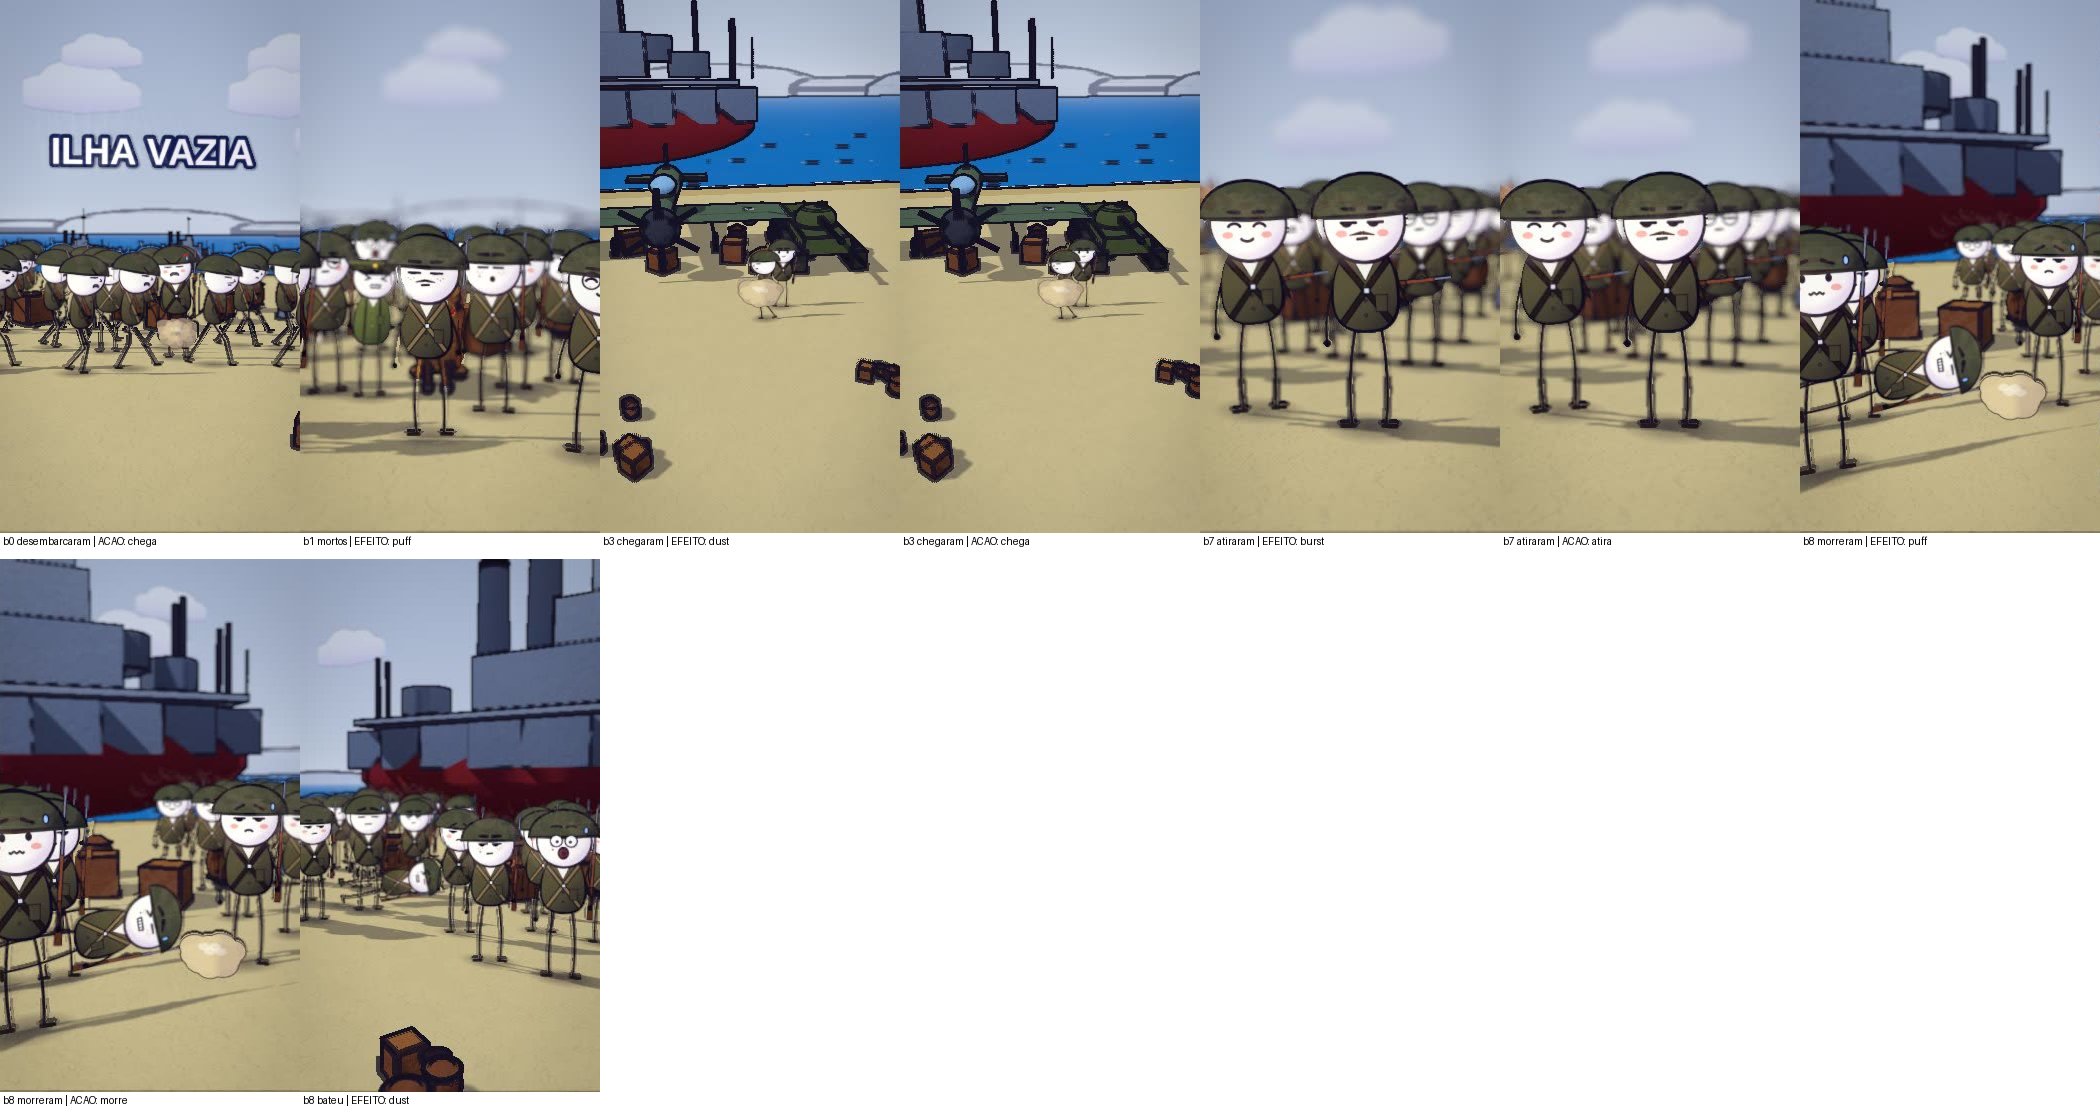 ILHA VAZIA
b0 desembarcaram | ACAO: chega
b1 mortos | EFEITO: puff
b3 chegaram | EFEITO: dust
b3 chegaram | ACAO: chega
b7 atiraram | EFEITO: burst
b7 atiraram | ACAO: atira
b8 morreram | EFEITO: puff
b8 morreram | ACAO: morre
b8 bateu | EFEITO: dust